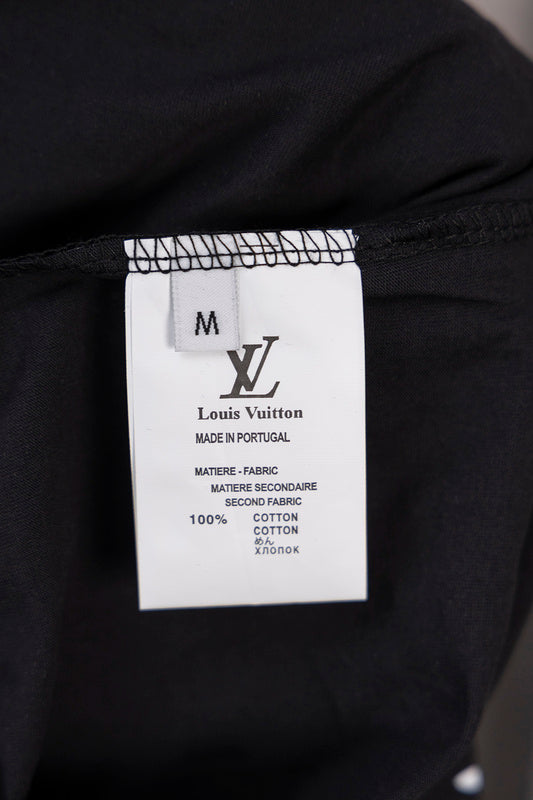 M
LV
Louis Vuitton
MADE IN PORTUGAL
MATIERE - FABRIC
MATIERE SECONDAIRE
SECOND FABRIC
100% COTTON
COTTON
めん
хлопок